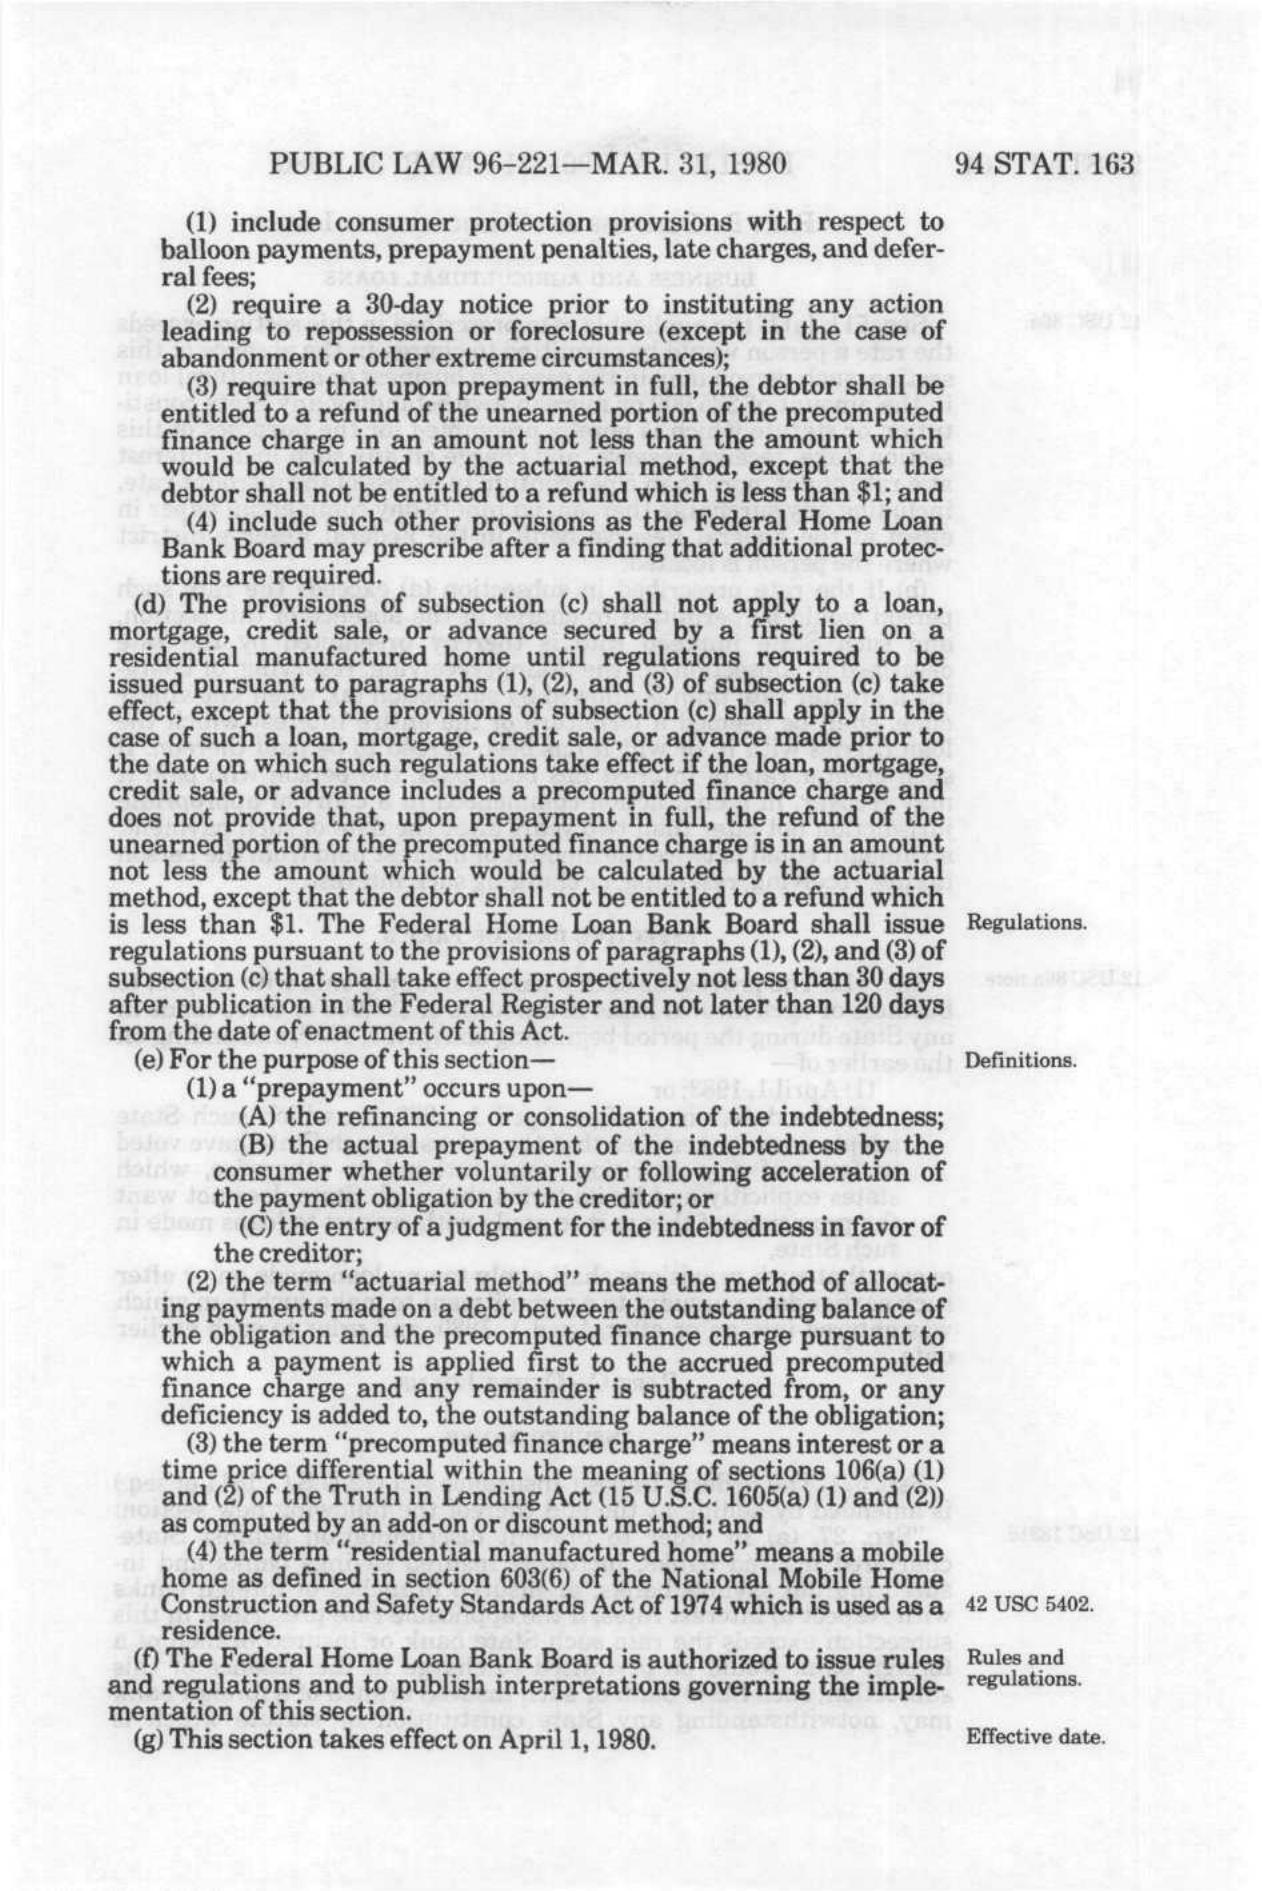 PUBLIC LAW 96–221—MAR. 31, 1980 94 STAT. 163
(1) include consumer protection provisions with respect to
balloon payments, prepayment penalties, late charges, and defer-
ral fees;
(2) require a 30-day notice prior to instituting any action
leading to repossession or foreclosure (except in the case of
abandonment or other extreme circumstances);
(3) require that upon prepayment in full, the debtor shall be
entitled to a refund of the unearned portion of the precomputed
finance charge in an amount not less than the amount which
would be calculated by the actuarial method, except that the
debtor shall not be entitled to a refund which is less than $1; and
(4) include such other provisions as the Federal Home Loan
Bank Board may prescribe after a finding that additional protec-
tions are required.
(d) The provisions of subsection (c) shall not apply to a loan,
mortgage, credit sale, or advance secured by a first lien on a
residential manufactured home until regulations required to be
issued pursuant to paragraphs (1), (2), and (3) of subsection (c) take
effect, except that the provisions of subsection (c) shall apply in the
case of such a loan, mortgage, credit sale, or advance made prior to
the date on which such regulations take effect if the loan, mortgage,
credit sale, or advance includes a precomputed finance charge and
does not provide that, upon prepayment in full, the refund of the
unearned portion of the precomputed finance charge is in an amount
not less the amount which would be calculated by the actuarial
method, except that the debtor shall not be entitled to a refund which
is less than $1. The Federal Home Loan Bank Board shall issue Regulations.
regulations pursuant to the provisions of paragraphs (1), (2), and (3) of
subsection (c) that shall take effect prospectively not less than 30 days
after publication in the Federal Register and not later than 120 days
from the date of enactment of this Act.
(e) For the purpose of this section— Definitions.
(1) a “prepayment” occurs upon—
(A) the refinancing or consolidation of the indebtedness;
(B) the actual prepayment of the indebtedness by the
consumer whether voluntarily or following acceleration of
the payment obligation by the creditor; or
(C) the entry of a judgment for the indebtedness in favor of
the creditor;
(2) the term “actuarial method” means the method of allocat-
ing payments made on a debt between the outstanding balance of
the obligation and the precomputed finance charge pursuant to
which a payment is applied first to the accrued precomputed
finance charge and any remainder is subtracted from, or any
deficiency is added to, the outstanding balance of the obligation;
(3) the term “precomputed finance charge” means interest or a
time price differential within the meaning of sections 106(a) (1)
and (2) of the Truth in Lending Act (15 U.S.C. 1605(a) (1) and (2))
as computed by an add-on or discount method; and
(4) the term “residential manufactured home” means a mobile
home as defined in section 603(6) of the National Mobile Home
Construction and Safety Standards Act of 1974 which is used as a 42 USC 5402.
residence.
(f) The Federal Home Loan Bank Board is authorized to issue rules Rules and
and regulations and to publish interpretations governing the imple- regulations.
mentation of this section.
(g) This section takes effect on April 1, 1980. Effective date.